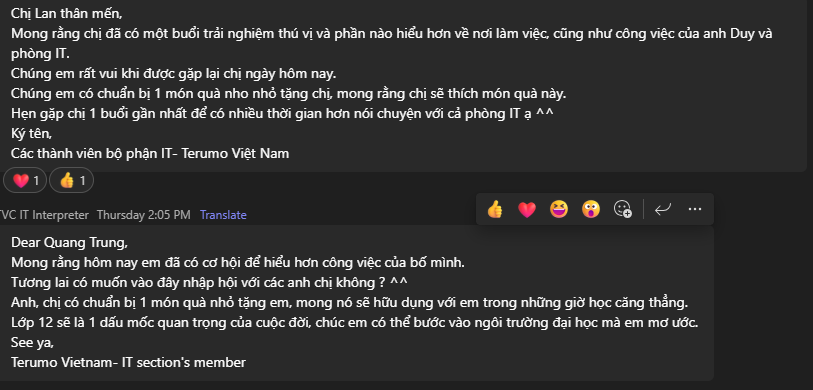 Chị Lan thân mến,
Mong rằng chị đã có một buổi trải nghiệm thú vị và phần nào hiểu hơn về nơi làm việc, cũng như công việc của anh Duy và
phòng IT.
Chúng em rất vui khi được gặp lại chị ngày hôm nay.
Chúng em có chuẩn bị 1 món quà nho nhỏ tặng chị, mong rằng chị sẽ thích món quà này.
Hẹn gặp chị 1 buổi gần nhất để có nhiều thời gian hơn nói chuyện với cả phòng IT ạ ^^
Ký tên,
Các thành viên bộ phận IT- Terumo Việt Nam
❤️ 1 👍 1
TVC IT Interpreter Thursday 2:05 PM Translate
Dear Quang Trung,
Mong rằng hôm nay em đã có cơ hội để hiểu hơn công việc của bố mình.
Tương lai có muốn vào đây nhập hội với các anh chị không ? ^^
Anh, chị có chuẩn bị 1 món quà nhỏ tặng em, mong nó sẽ hữu dụng với em trong những giờ học căng thẳng.
Lớp 12 sẽ là 1 dấu mốc quan trọng của cuộc đời, chúc em có thể bước vào ngôi trường đại học mà em mơ ước.
See ya,
Terumo Vietnam- IT section's member